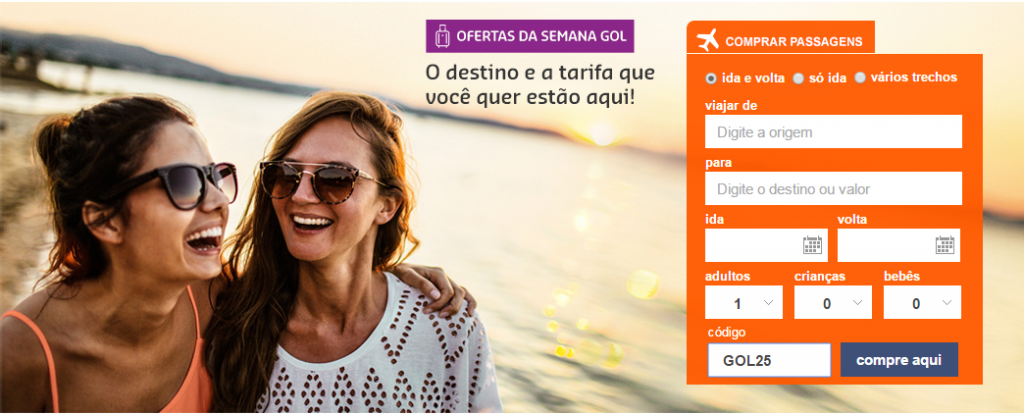 OFERTAS DA SEMANA GOL
O destino e a tarifa que
você quer estão aqui!
COMPRAR PASSAGENS
ida e volta só ida vários trechos
viajar de
Digite a origem
para
Digite o destino ou valor
ida volta
adultos crianças bebês
1 0 0
código
GOL25 compre aqui